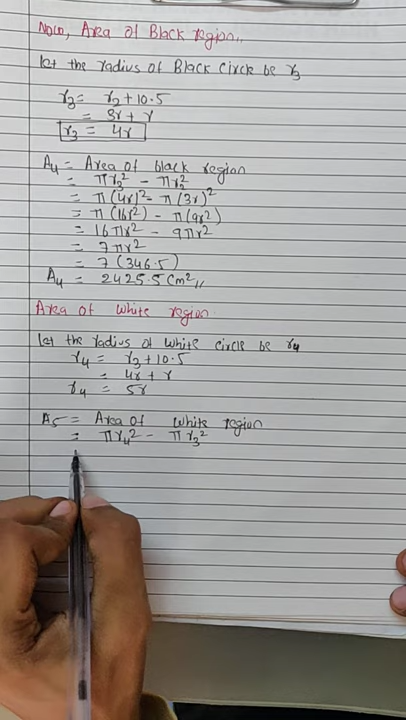 Now, Area of Black region,,
let the radius of Black Circle be r₃
r₃ = r₂ + 10.5
= 3r + r
r₃ = 4r
A₄ = Area of black region
= πr₃² - πr₂²
= π(4r)² - π(3r)²
= π(16r²) - π(9r²)
= 16πr² - 9πr²
= 7πr²
= 7(346.5)
A₄ = 2425.5 Cm²,,
Area of white region
let the radius of white circle be r₄
r₄ = r₃ + 10.5
= 4r + r
r₄ = 5r
A₅ = Area of white region
= πr₄² - πr₃²